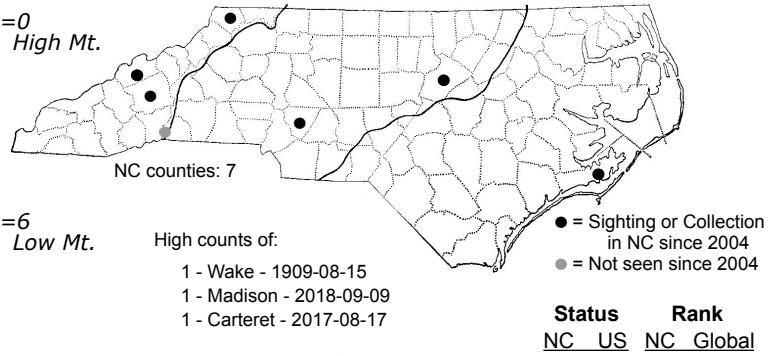 =0
High Mt.
NC counties: 7
=6
Low Mt.
High counts of:
1 - Wake - 1909-08-15
1 - Madison - 2018-09-09
1 - Carteret - 2017-08-17
= Sighting or Collection
in NC since 2004
= Not seen since 2004
Status Rank
NC US NC Global